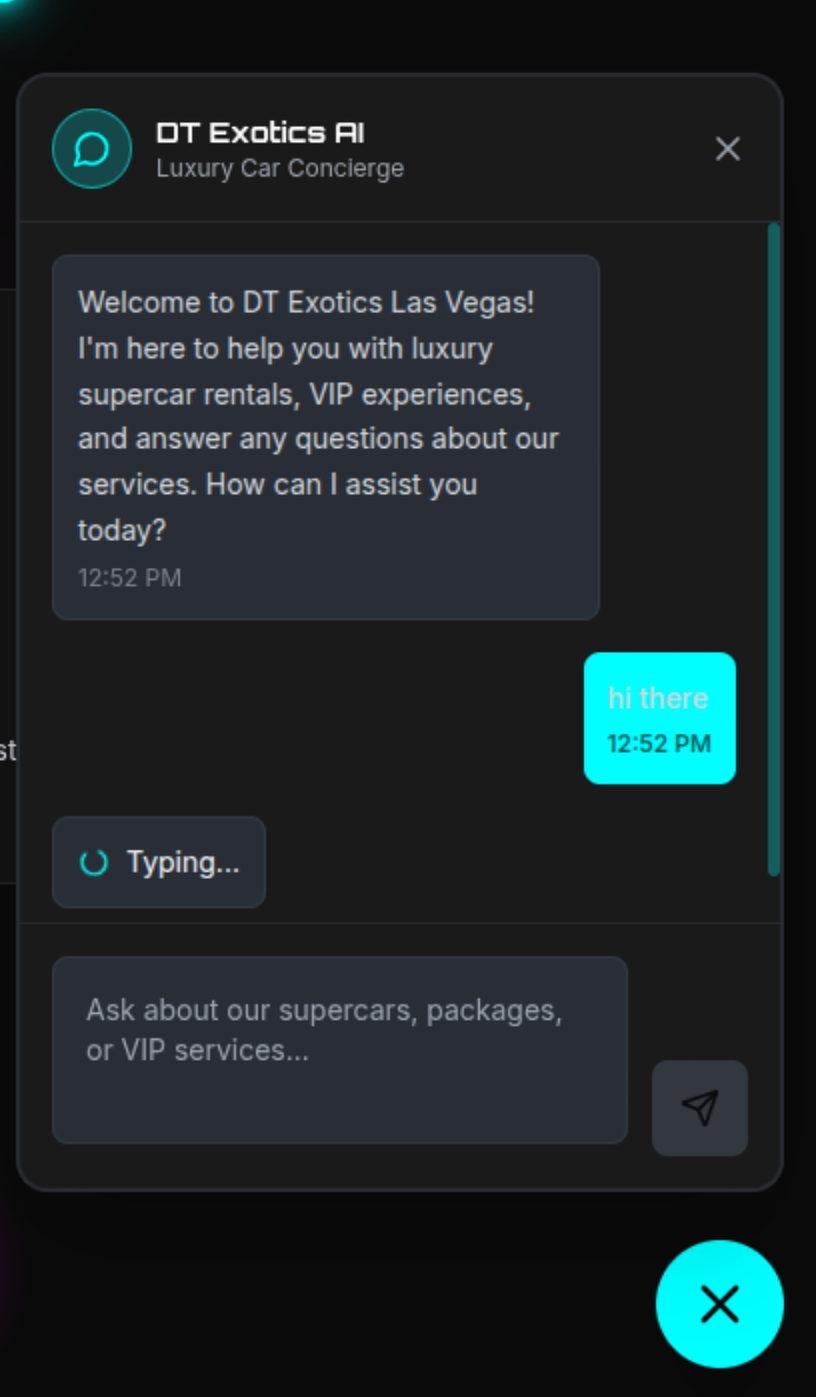 DT Exotics AI
Luxury Car Concierge
Welcome to DT Exotics Las Vegas!
I'm here to help you with luxury
supercar rentals, VIP experiences,
and answer any questions about our
services. How can I assist you
today?
12:52 PM
hi there
12:52 PM
st
Typing...
Ask about our supercars, packages,
or VIP services...